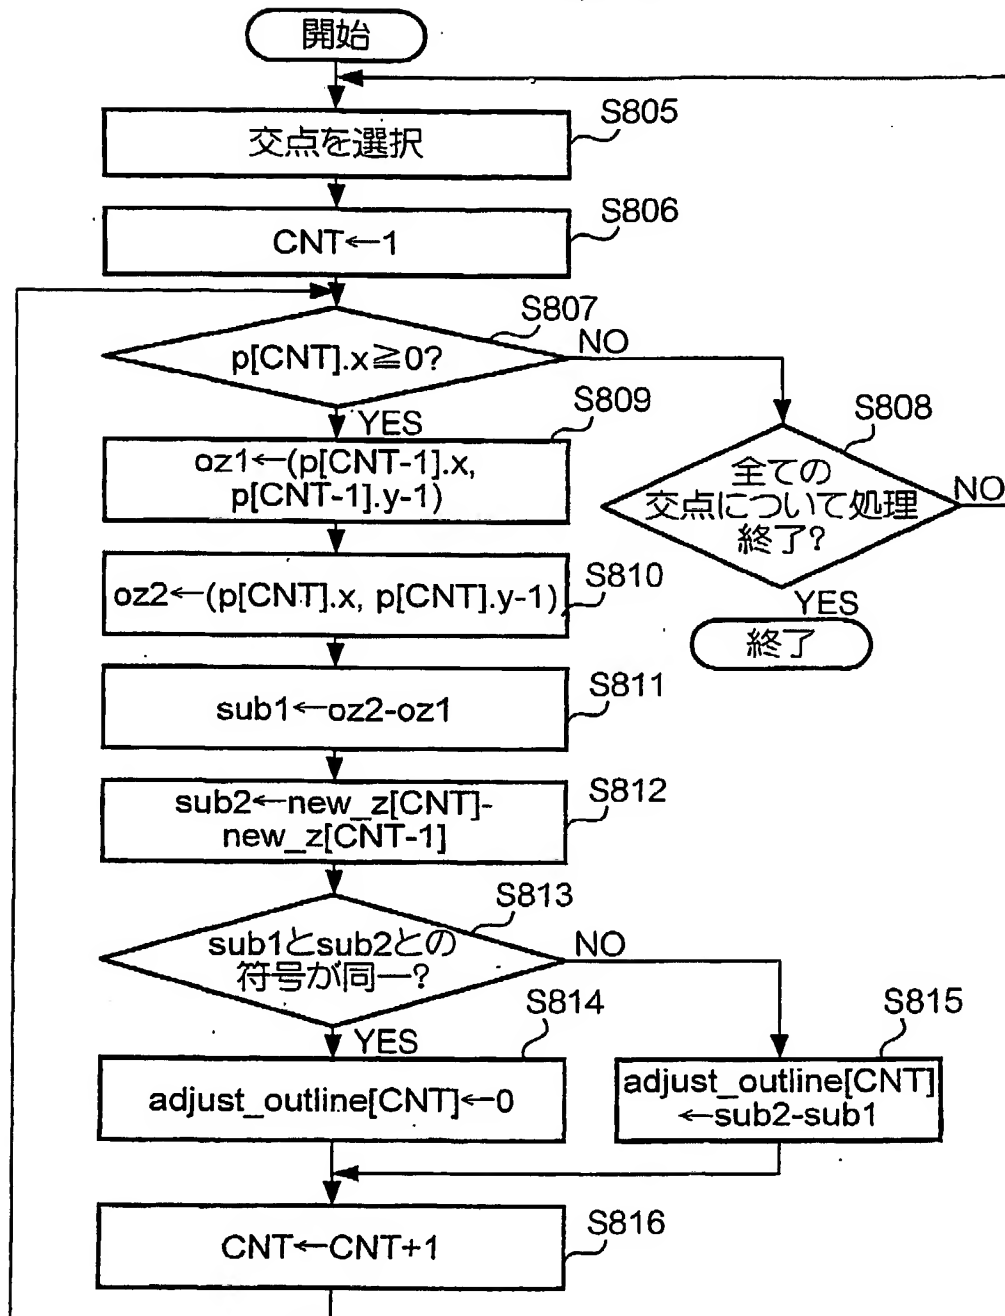 開始
S805
交点を選択
S806
CNT←1
S807
p[CNT].x≧0?
NO
YES
S809
oz1←(p[CNT-1].x,
p[CNT-1].y-1)
S808
全ての
交点について処理
終了?
NO
YES
終了
S810
oz2←(p[CNT].x, p[CNT].y-1)
S811
sub1←oz2-oz1
S812
sub2←new_z[CNT]-
new_z[CNT-1]
S813
sub1とsub2との
符号が同一?
NO
YES
S814
adjust_outline[CNT]←0
S815
adjust_outline[CNT]
←sub2-sub1
S816
CNT←CNT+1